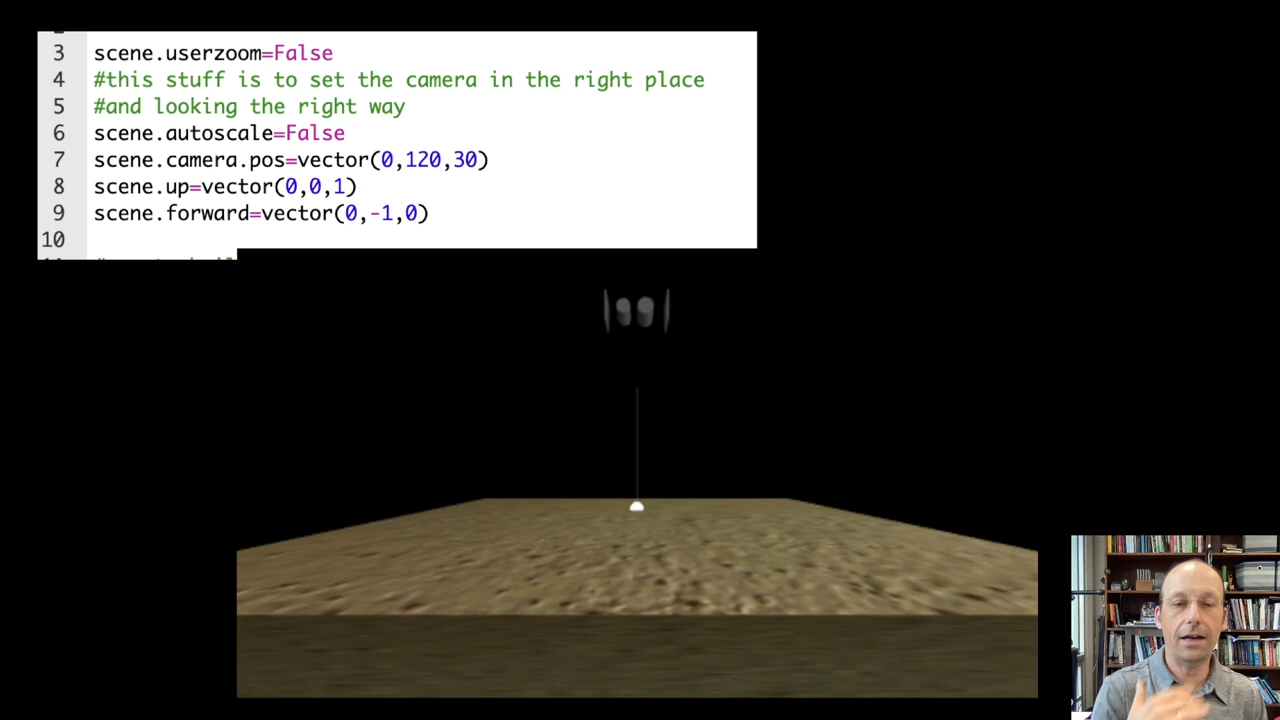 3 scene.userzoom=False
4 #this stuff is to set the camera in the right place
5 #and looking the right way
6 scene.autoscale=False
7 scene.camera.pos=vector(0,120,30)
8 scene.up=vector(0,0,1)
9 scene.forward=vector(0,-1,0)
10